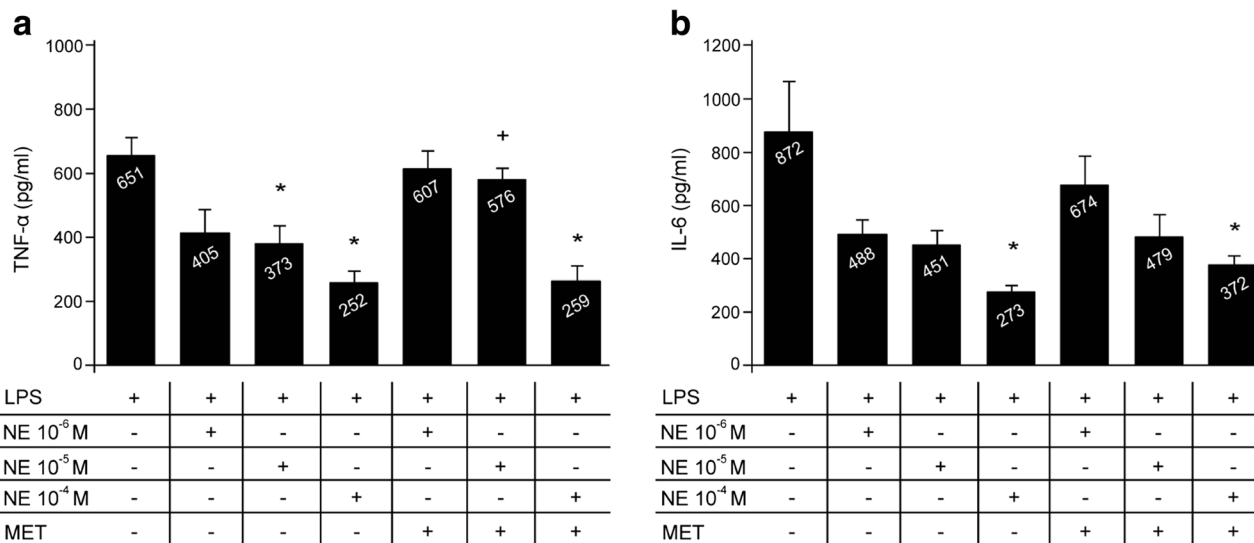 a
TNF-α (pg/ml)
1000
800
600
400
200
0
651
405
*
373
*
252
607
+
576
*
259
LPS + + + + + + +
NE 10⁻⁶ M - + - - + - -
NE 10⁻⁵ M - - + - - + -
NE 10⁻⁴ M - - - + - - +
MET - - - - + + +
b
IL-6 (pg/ml)
1200
1000
800
600
400
200
0
872
488
451
*
273
674
479
*
372
LPS + + + + + + +
NE 10⁻⁶ M - + - - + - -
NE 10⁻⁵ M - - + - - + -
NE 10⁻⁴ M - - - + - - +
MET - - - - + + +